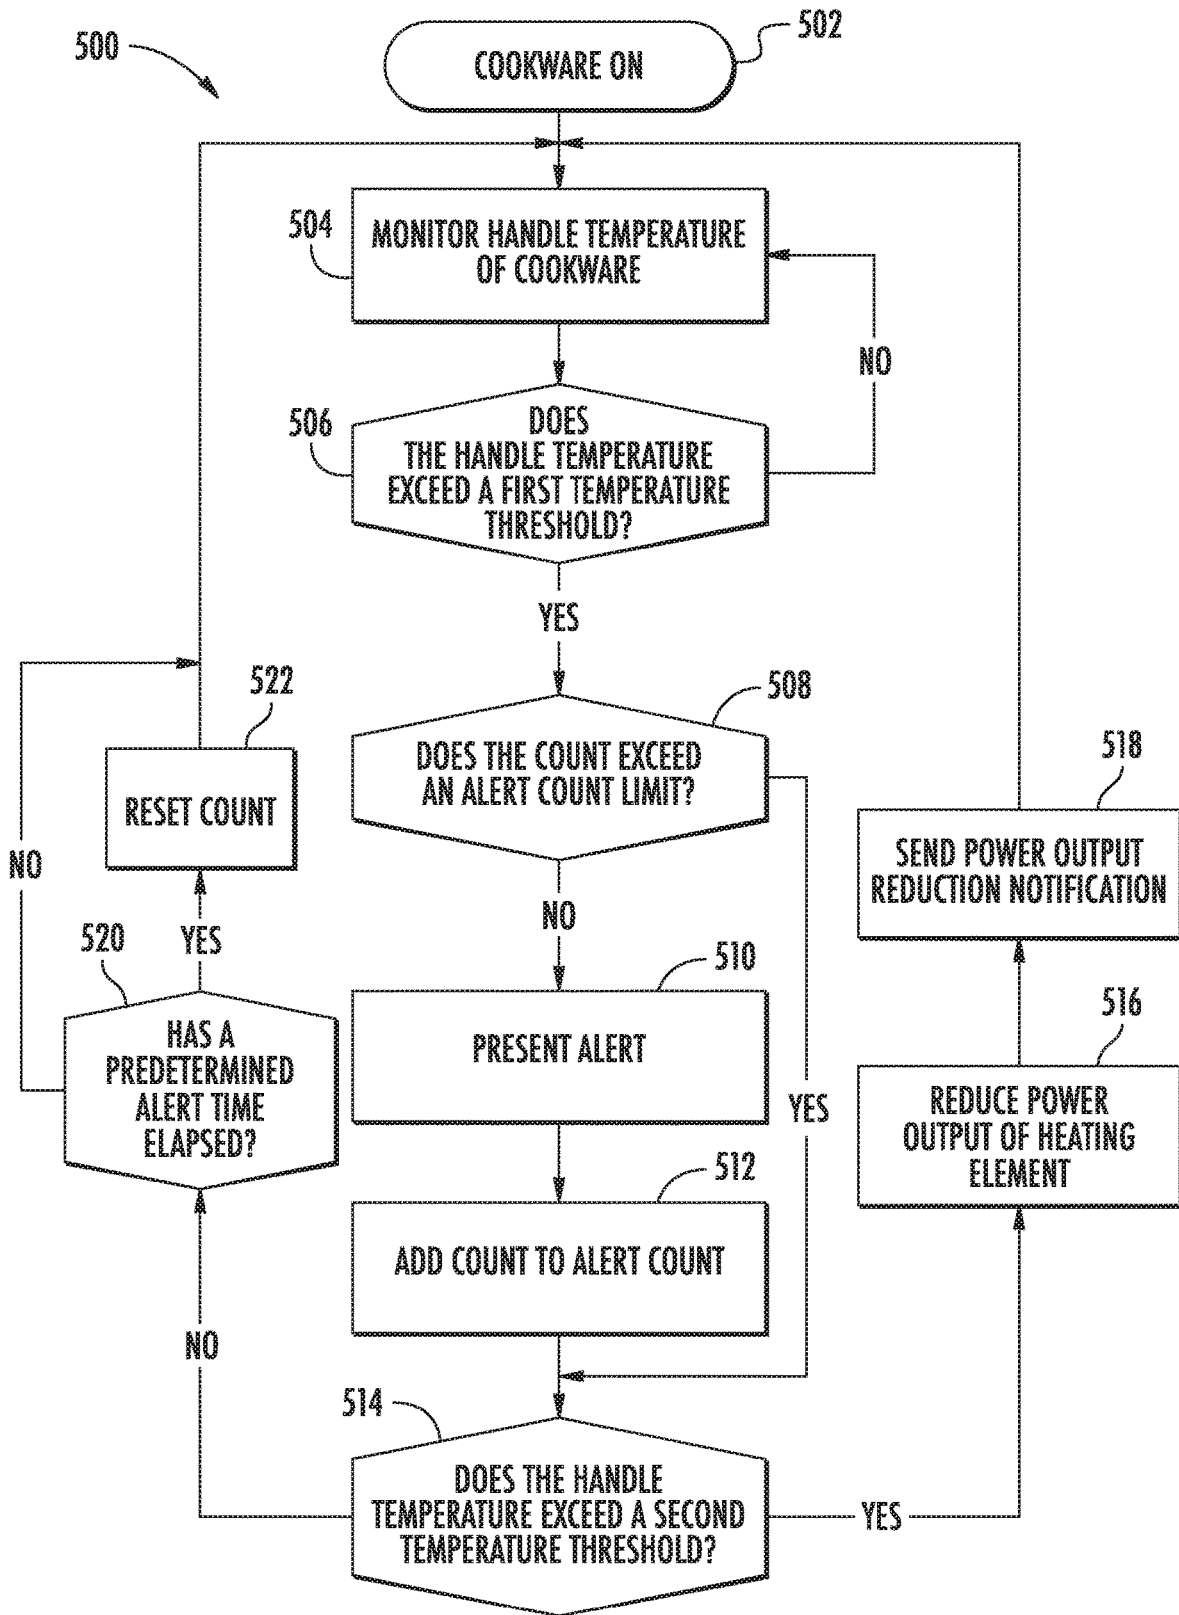 500
COOKWARE ON
502
504
MONITOR HANDLE TEMPERATURE
OF COOKWARE
NO
506
DOES
THE HANDLE TEMPERATURE
EXCEED A FIRST TEMPERATURE
THRESHOLD?
YES
508
DOES THE COUNT EXCEED
AN ALERT COUNT LIMIT?
522
RESET COUNT
518
SEND POWER OUTPUT
REDUCTION NOTIFICATION
NO
NO
YES
520
HAS A
PREDETERMINED
ALERT TIME
ELAPSED?
510
PRESENT ALERT
YES
516
REDUCE POWER
OUTPUT OF HEATING
ELEMENT
512
ADD COUNT TO ALERT COUNT
NO
514
DOES THE HANDLE
TEMPERATURE EXCEED A SECOND
TEMPERATURE THRESHOLD?
YES